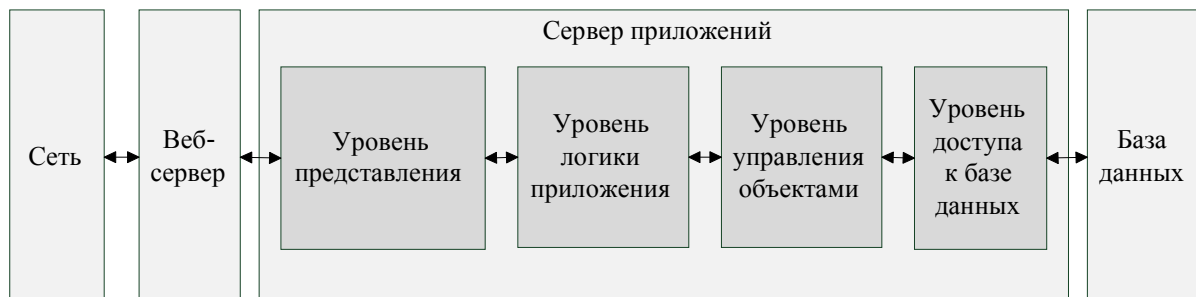 Сервер приложений
Сеть
Веб-
сервер
Уровень
представления
Уровень
логики
приложения
Уровень
управления
объектами
Уровень
доступа
к базе
данных
База
данных